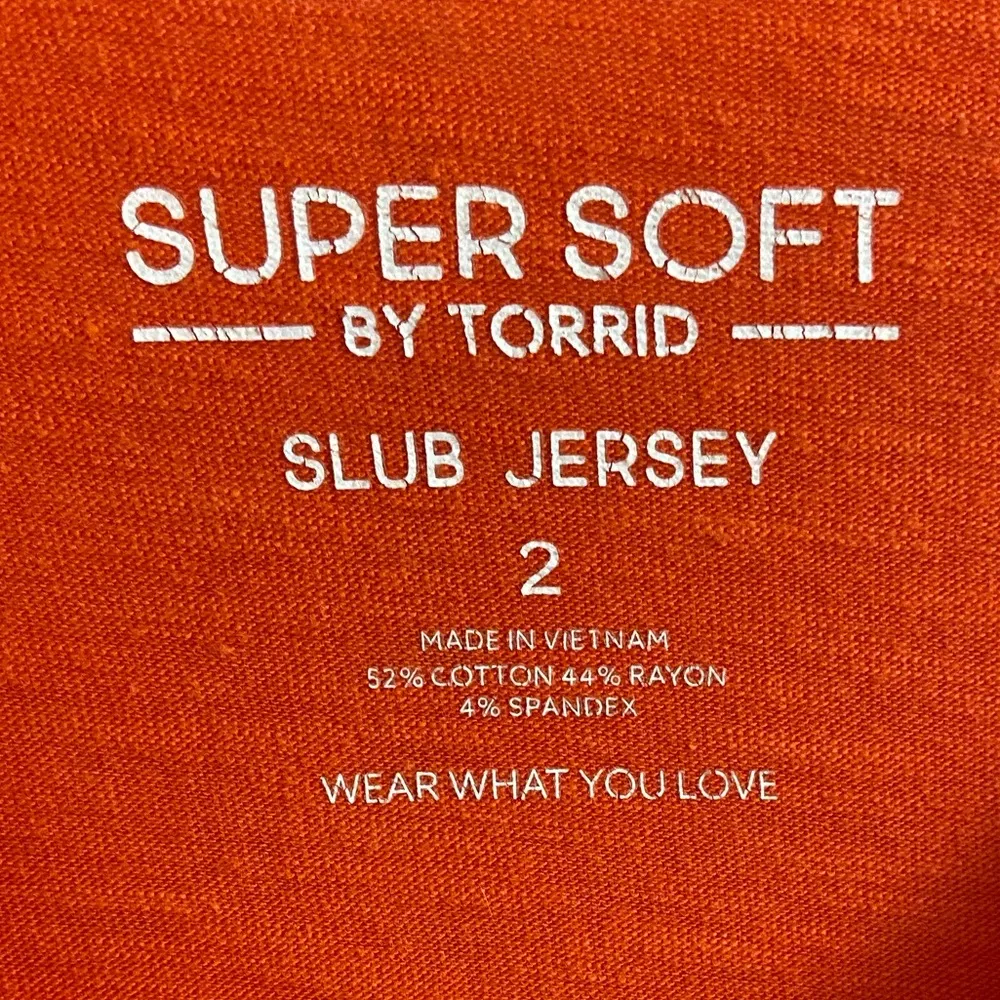 SUPER SOFT
BY TORRID
SLUB JERSEY
2
MADE IN VIETNAM
52% COTTON 44% RAYON
4% SPANDEX
WEAR WHAT YOU LOVE